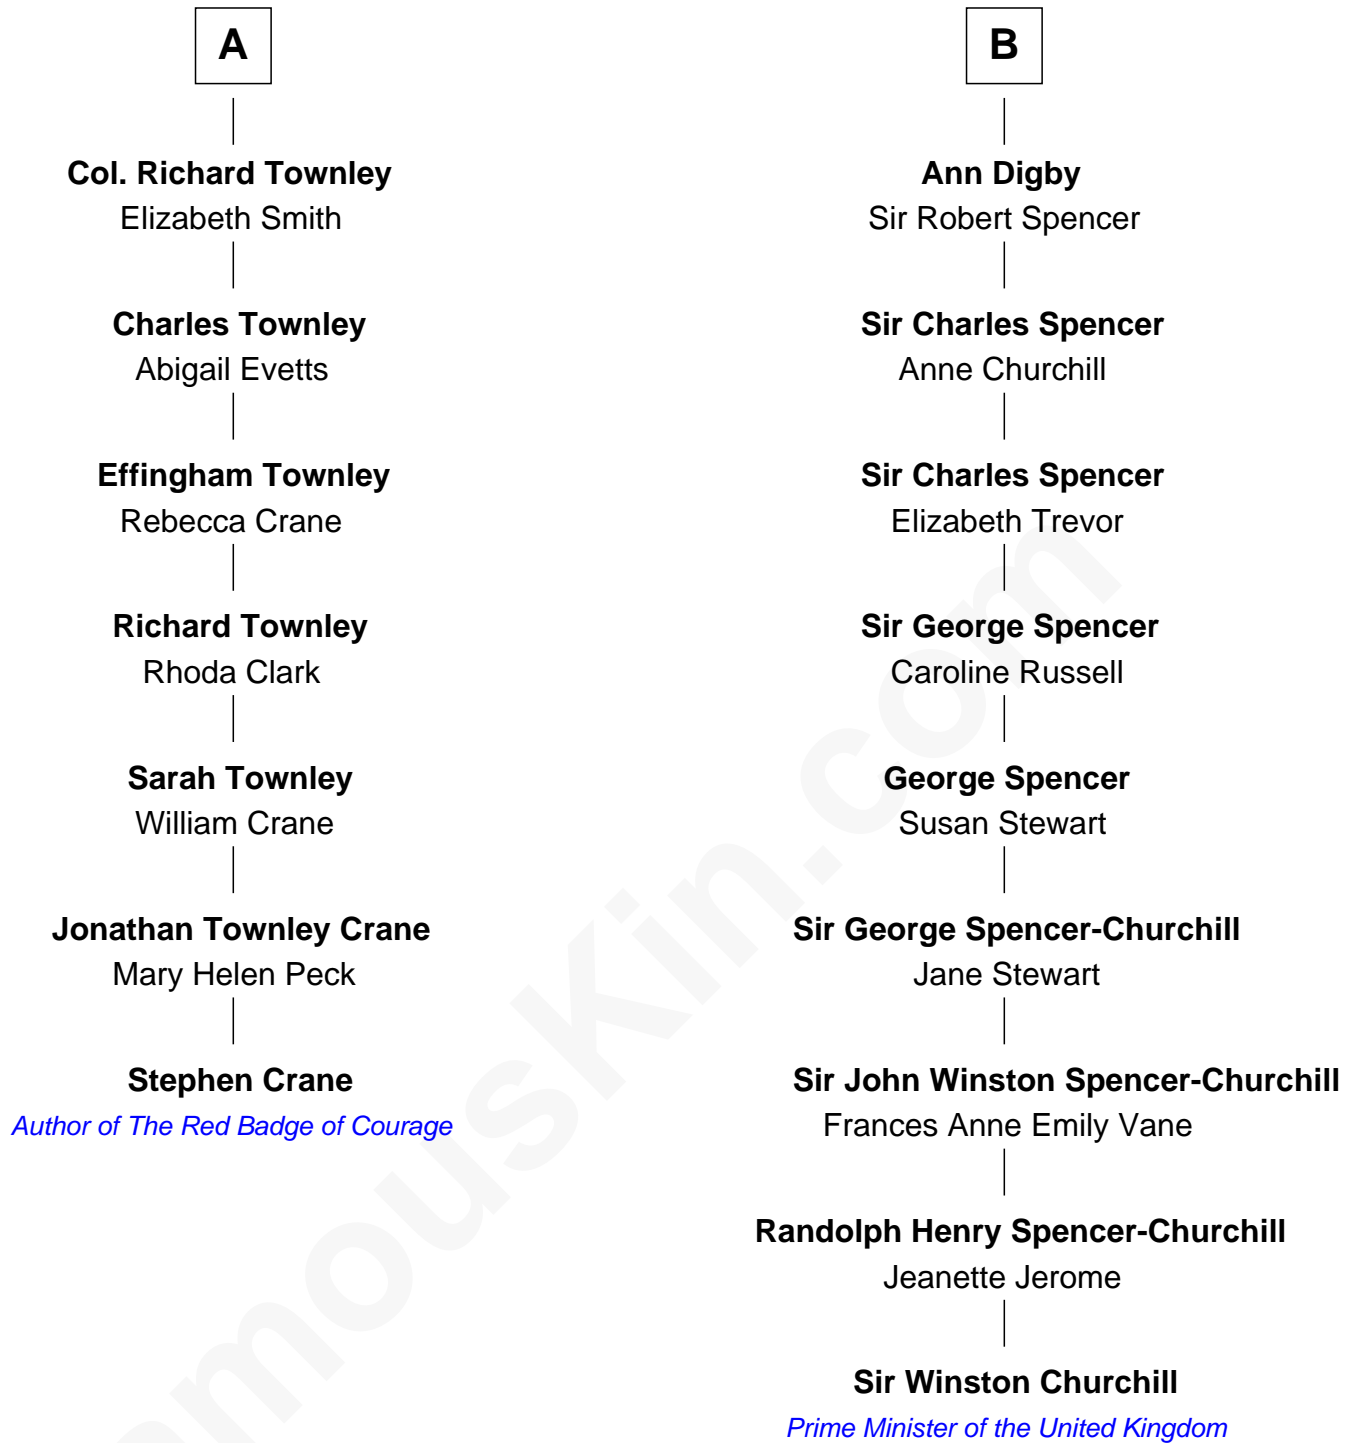 A
Col. Richard Townley
Elizabeth Smith
Charles Townley
Abigail Evetts
Effingham Townley
Rebecca Crane
Richard Townley
Rhoda Clark
Sarah Townley
William Crane
Jonathan Townley Crane
Mary Helen Peck
Stephen Crane
Author of The Red Badge of Courage
B
Ann Digby
Sir Robert Spencer
Sir Charles Spencer
Anne Churchill
Sir Charles Spencer
Elizabeth Trevor
Sir George Spencer
Caroline Russell
George Spencer
Susan Stewart
Sir George Spencer-Churchill
Jane Stewart
Sir John Winston Spencer-Churchill
Frances Anne Emily Vane
Randolph Henry Spencer-Churchill
Jeanette Jerome
Sir Winston Churchill
Prime Minister of the United Kingdom
amousKin.com